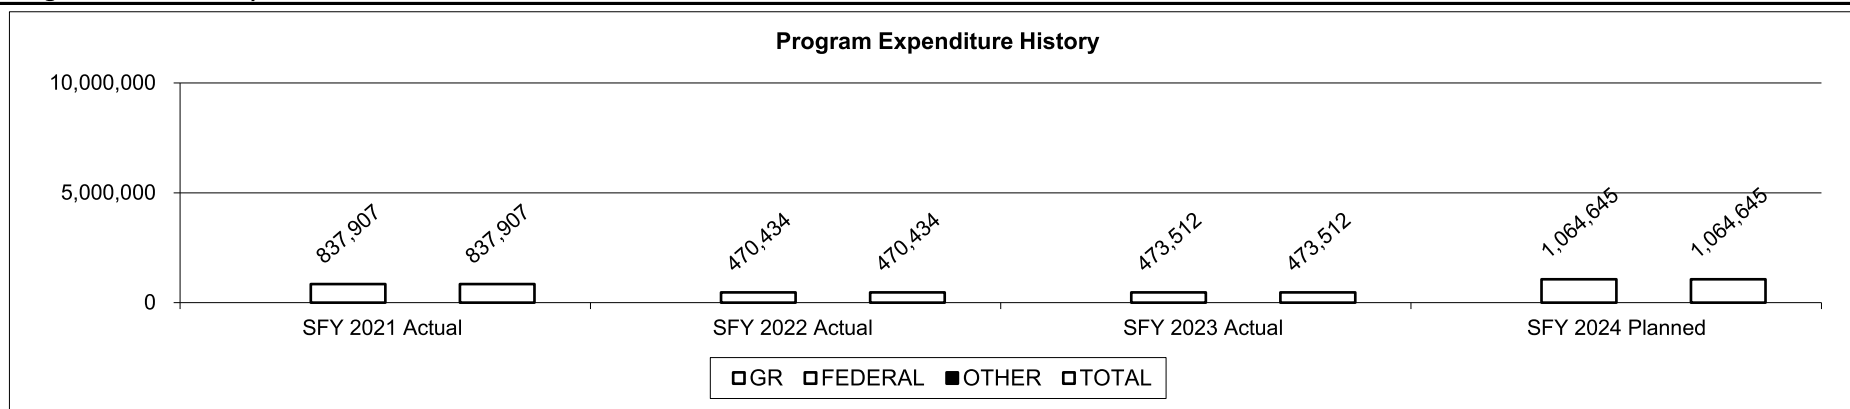 Program Expenditure History
10,000,000
5,000,000
0
837,907
837,907
470,434
470,434
473,512
473,512
1,064,645
1,064,645
SFY 2021 Actual
SFY 2022 Actual
SFY 2023 Actual
SFY 2024 Planned
GR FEDERAL OTHER TOTAL